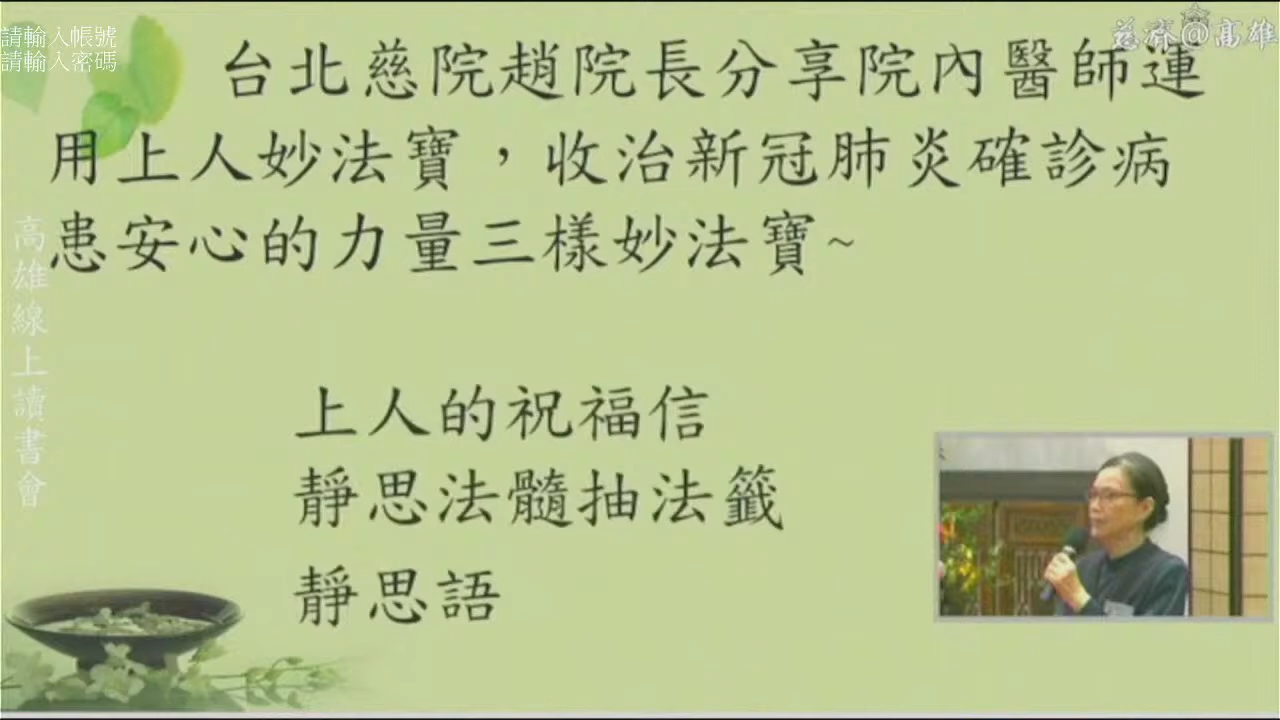 請輸入帳號
請輸入密碼
慈濟@高雄
台北慈院趙院長分享院內醫師運
用上人妙法寶，收治新冠肺炎確診病
患安心的力量三樣妙法寶~
高雄線上讀書會
上人的祝福信
靜思法髓抽法籤
靜思語